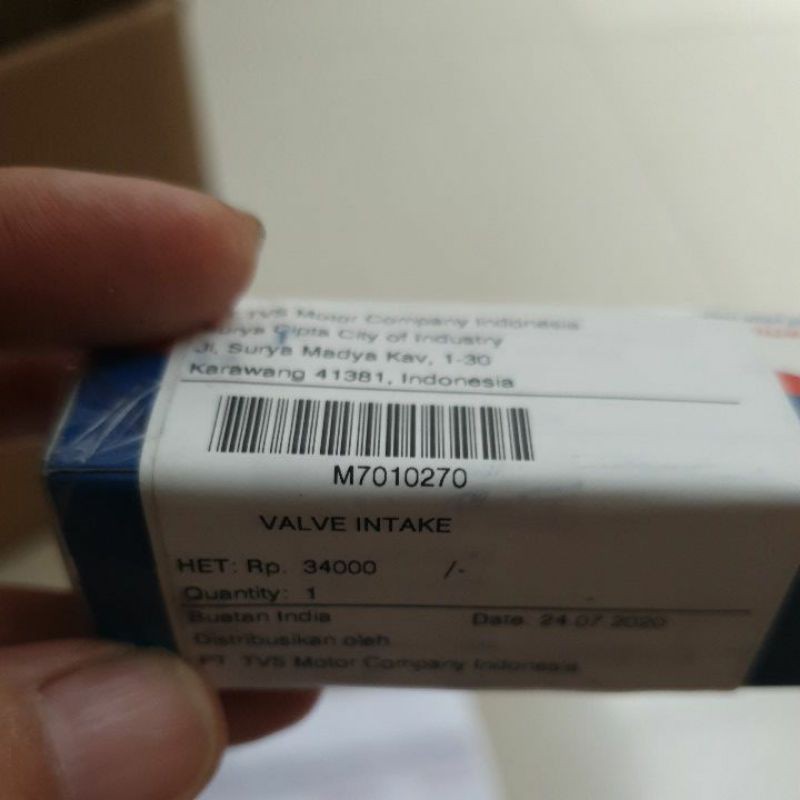 TVS Motor Company Indonesia
Surya Cipta City of Industry
Jl. Surya Madya Kav. 1-30
Karawang 41381, Indonesia
M7010270
VALVE INTAKE
HET: Rp. 34000 /-
Quantity: 1
Buatan India Date: 24.07.2020
Distribusikan oleh
PT. TVS Motor Company Indonesia